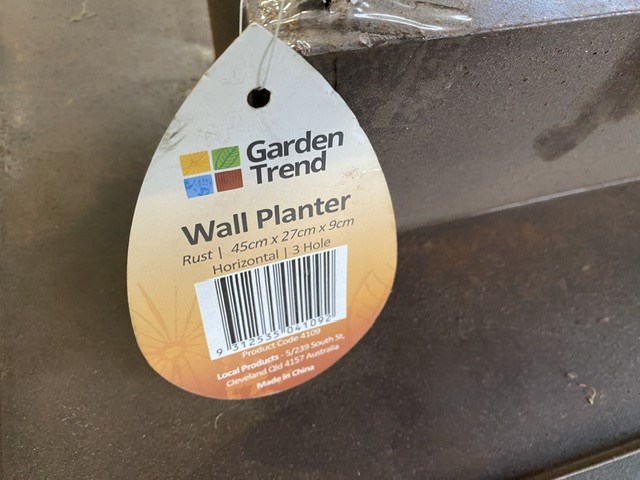 Garden
Trend
Wall Planter
Rust | 45cm x 27cm x 9cm
Horizontal | 3 Hole
9 312535 041092
Product Code 4109
Local Products - 5/239 South St,
Cleveland Qld 4157 Australia
Made in China